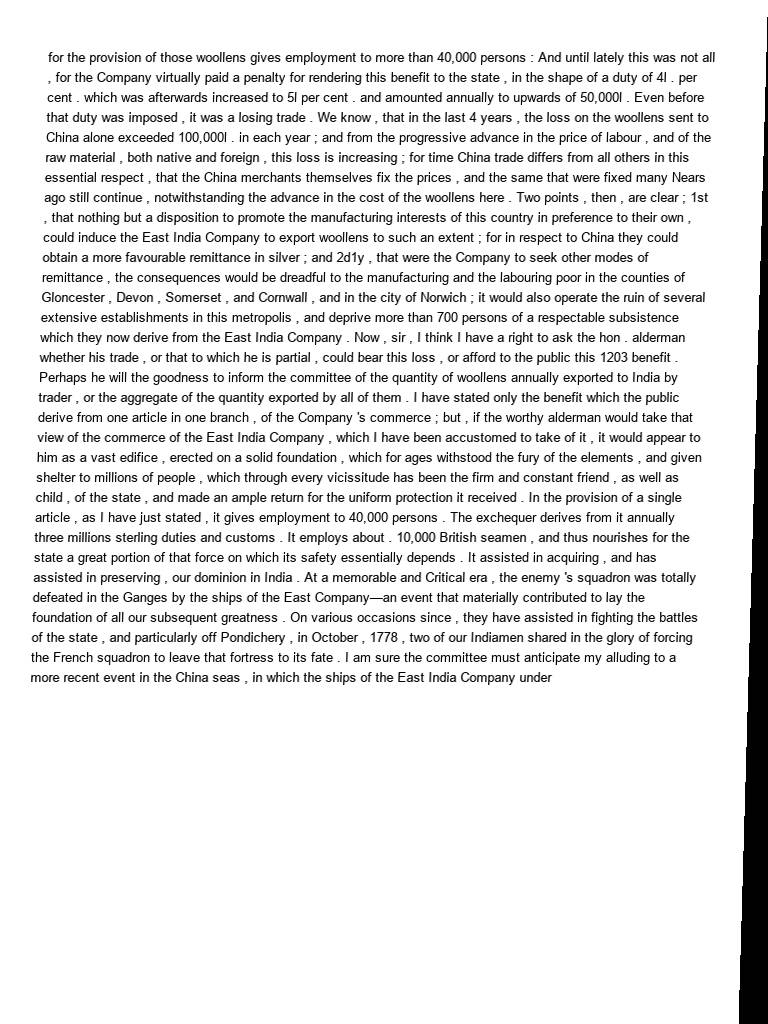 for the provision of those woollens gives employment to more than 40,000 persons : And until lately this was not all
, for the Company virtually paid a penalty for rendering this benefit to the state , in the shape of a duty of 4l . per
cent . which was afterwards increased to 5l per cent . and amounted annually to upwards of 50,000l . Even before
that duty was imposed , it was a losing trade . We know , that in the last 4 years , the loss on the woollens sent to
China alone exceeded 100,000l . in each year ; and from the progressive advance in the price of labour , and of the
raw material , both native and foreign , this loss is increasing ; for time China trade differs from all others in this
essential respect , that the China merchants themselves fix the prices , and the same that were fixed many Nears
ago still continue , notwithstanding the advance in the cost of the woollens here . Two points , then , are clear ; 1st
, that nothing but a disposition to promote the manufacturing interests of this country in preference to their own ,
could induce the East India Company to export woollens to such an extent ; for in respect to China they could
obtain a more favourable remittance in silver ; and 2d1y , that were the Company to seek other modes of
remittance , the consequences would be dreadful to the manufacturing and the labouring poor in the counties of
Gloncester , Devon , Somerset , and Cornwall , and in the city of Norwich ; it would also operate the ruin of several
extensive establishments in this metropolis , and deprive more than 700 persons of a respectable subsistence
which they now derive from the East India Company . Now , sir , I think I have a right to ask the hon . alderman
whether his trade , or that to which he is partial , could bear this loss , or afford to the public this 1203 benefit .
Perhaps he will the goodness to inform the committee of the quantity of woollens annually exported to India by
trader , or the aggregate of the quantity exported by all of them . I have stated only the benefit which the public
derive from one article in one branch , of the Company 's commerce ; but , if the worthy alderman would take that
view of the commerce of the East India Company , which I have been accustomed to take of it , it would appear to
him as a vast edifice , erected on a solid foundation , which for ages withstood the fury of the elements , and given
shelter to millions of people , which through every vicissitude has been the firm and constant friend , as well as
child , of the state , and made an ample return for the uniform protection it received . In the provision of a single
article , as I have just stated , it gives employment to 40,000 persons . The exchequer derives from it annually
three millions sterling duties and customs . It employs about . 10,000 British seamen , and thus nourishes for the
state a great portion of that force on which its safety essentially depends . It assisted in acquiring , and has
assisted in preserving , our dominion in India . At a memorable and Critical era , the enemy 's squadron was totally
defeated in the Ganges by the ships of the East Company—an event that materially contributed to lay the
foundation of all our subsequent greatness . On various occasions since , they have assisted in fighting the battles
of the state , and particularly off Pondichery , in October , 1778 , two of our Indiamen shared in the glory of forcing
the French squadron to leave that fortress to its fate . I am sure the committee must anticipate my alluding to a
more recent event in the China seas , in which the ships of the East India Company under